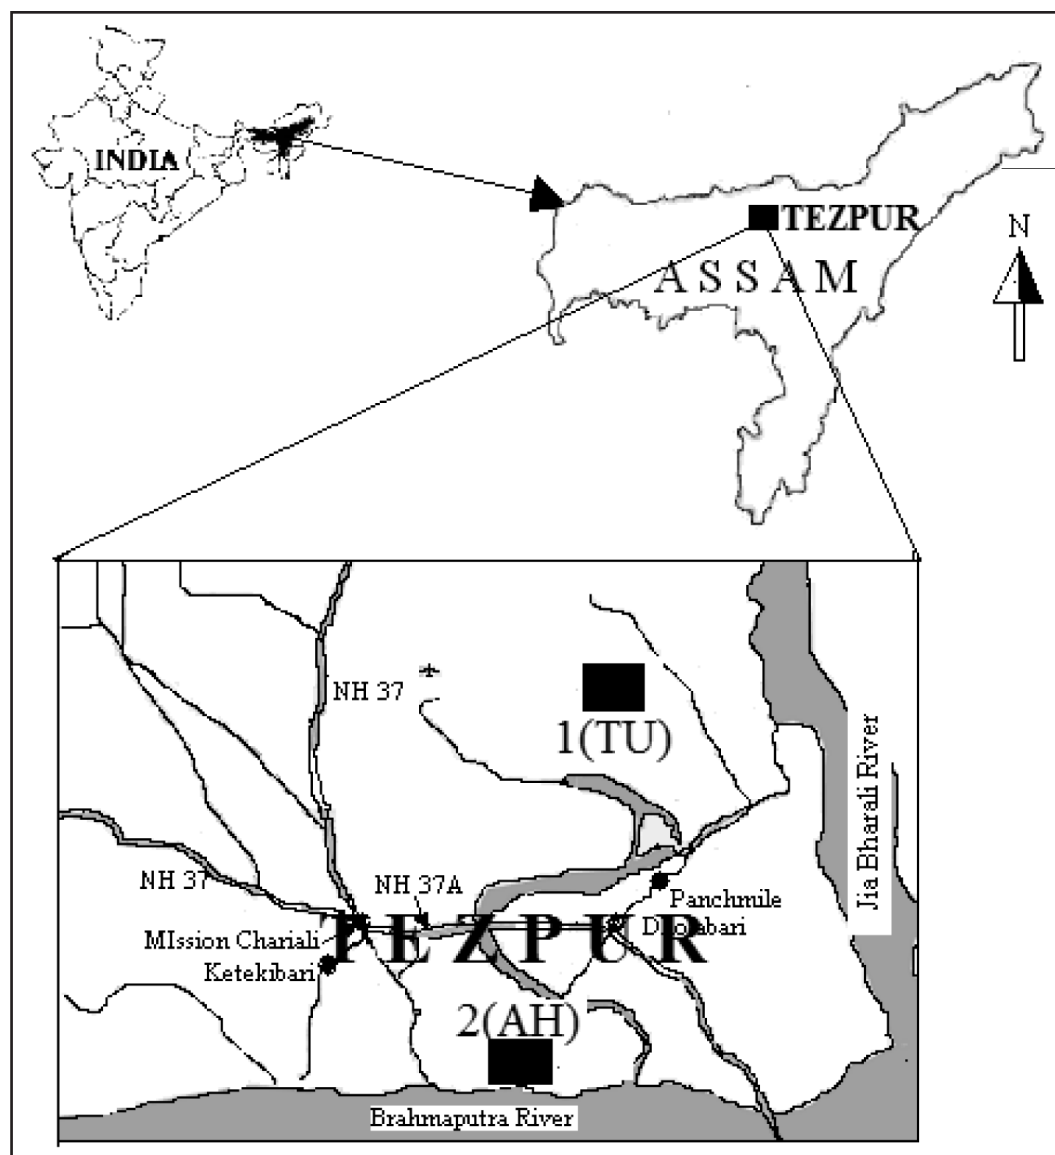 INDIA
TEZPUR
N
ASSAM
NH 37
1(TU)
Jia Bharali River
NH 37
NH 37A
Panchmile
MIssion Chariali
TEZPUR
Ketekibari
2(AH)
Brahmaputra River